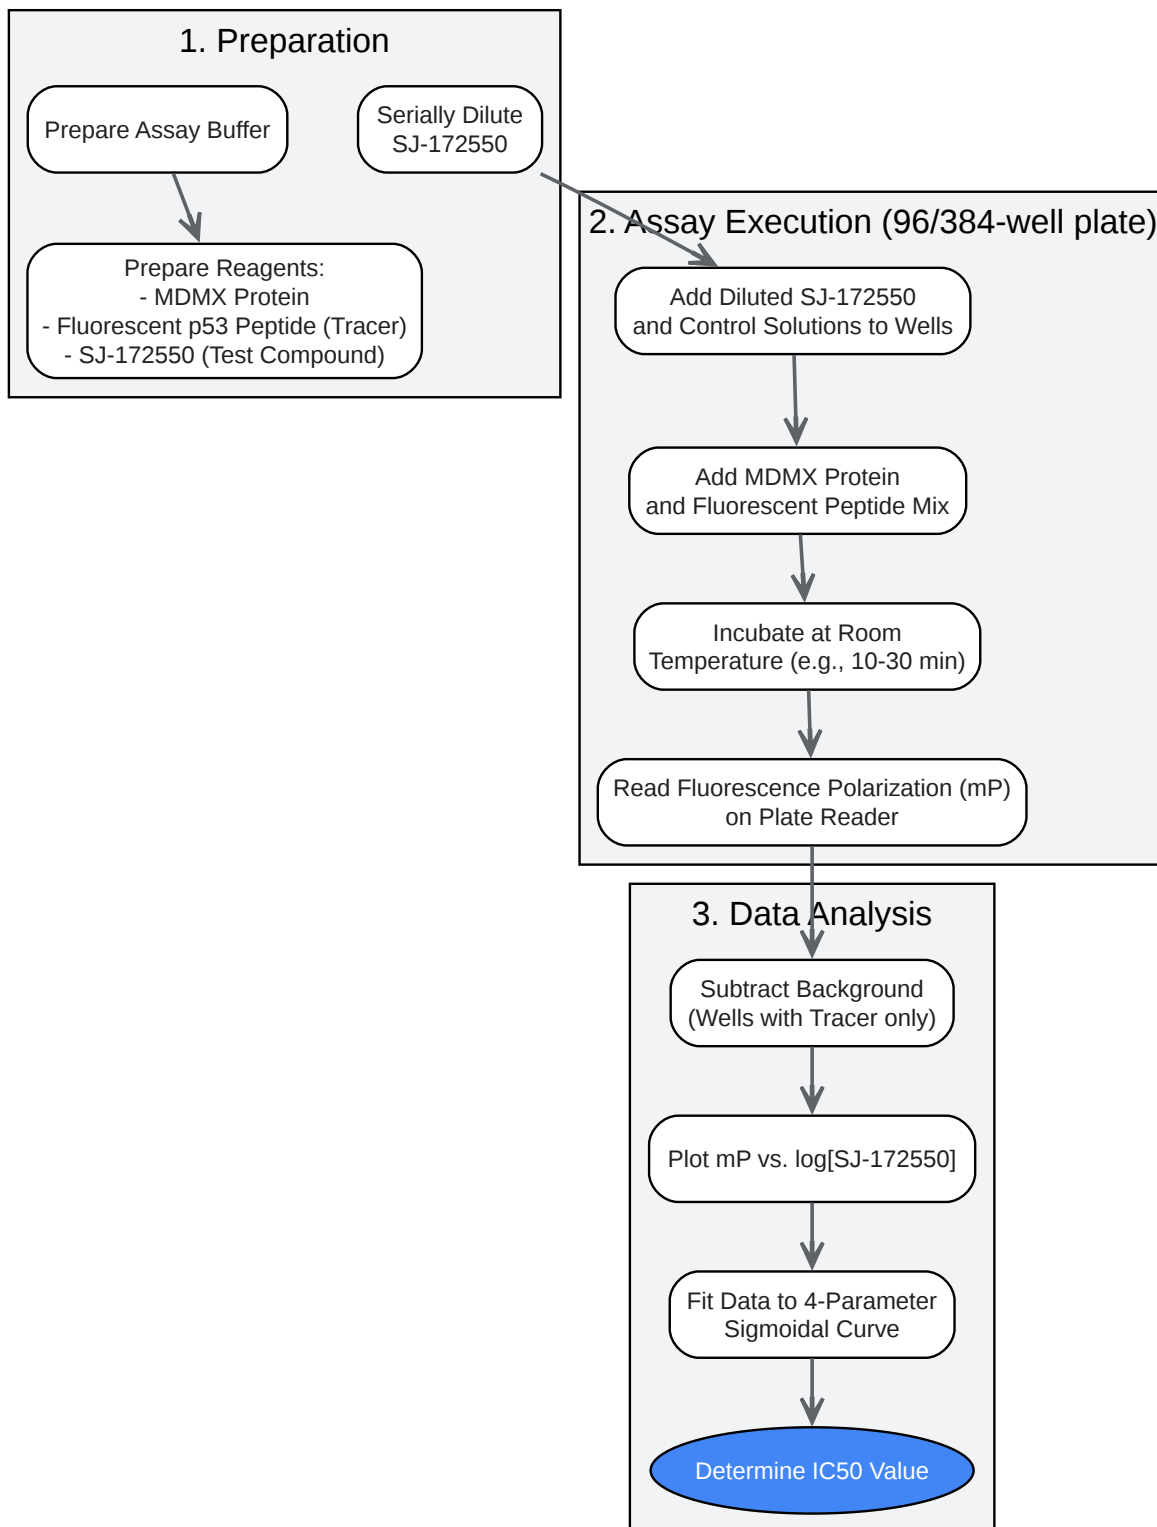 1. Preparation
Prepare Assay Buffer
Serially Dilute
SJ-172550
Prepare Reagents:
- MDMX Protein
- Fluorescent p53 Peptide (Tracer)
- SJ-172550 (Test Compound)
2. Assay Execution (96/384-well plate)
Add Diluted SJ-172550
and Control Solutions to Wells
Add MDMX Protein
and Fluorescent Peptide Mix
Incubate at Room
Temperature (e.g., 10-30 min)
Read Fluorescence Polarization (mP)
on Plate Reader
3. Data Analysis
Subtract Background
(Wells with Tracer only)
Plot mP vs. log[SJ-172550]
Fit Data to 4-Parameter
Sigmoidal Curve
Determine IC50 Value